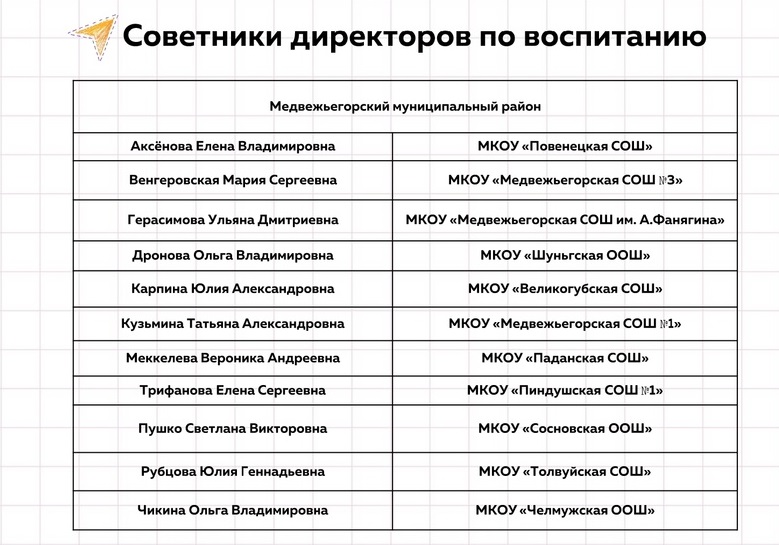 Советники директоров по воспитанию
Медвежьегорский муниципальный район
Аксёнова Елена Владимировна МКОУ «Повенецкая СОШ»
Венгеровская Мария Сергеевна МКОУ «Медвежьегорская СОШ №3»
Герасимова Ульяна Дмитриевна МКОУ «Медвежьегорская СОШ им. А.Фанягина»
Дронова Ольга Владимировна МКОУ «Шуньгская ООШ»
Карпина Юлия Александровна МКОУ «Великогубская СОШ»
Кузьмина Татьяна Александровна МКОУ «Медвежьегорская СОШ №1»
Меккелева Вероника Андреевна МКОУ «Паданская СОШ»
Трифанова Елена Сергеевна МКОУ «Пиндушская СОШ №1»
Пушко Светлана Викторовна МКОУ «Сосновская ООШ»
Рубцова Юлия Геннадьевна МКОУ «Толвуйская СОШ»
Чикина Ольга Владимировна МКОУ «Челмужская ООШ»